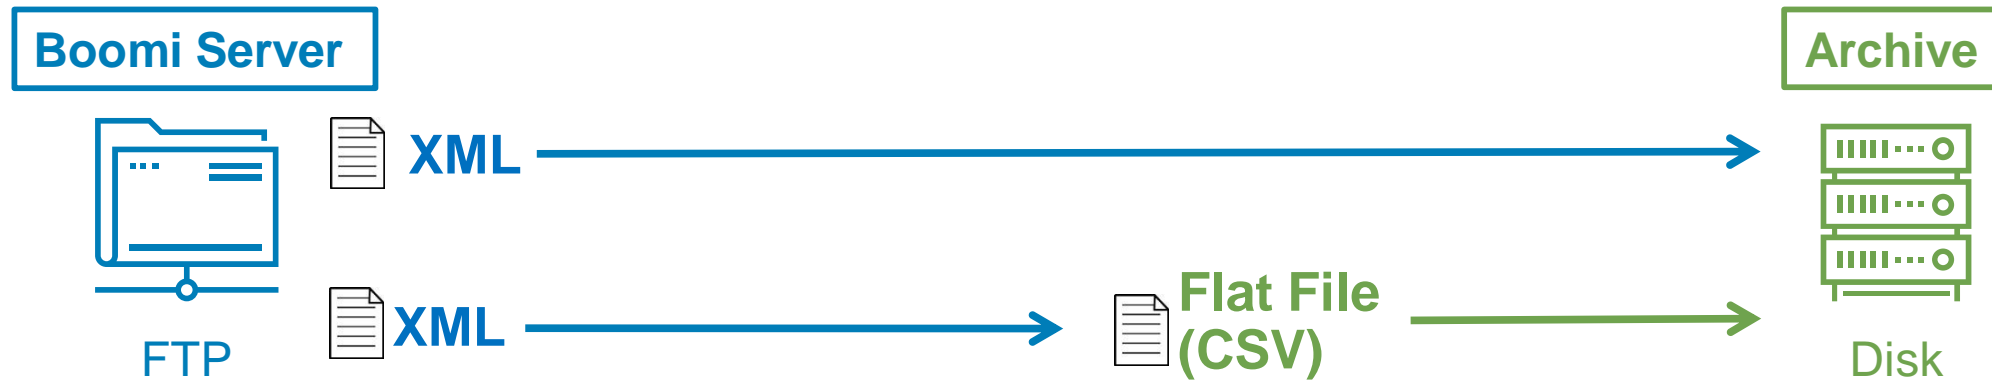 Boomi Server
Archive
XML
XML
Flat File
(CSV)
FTP
Disk